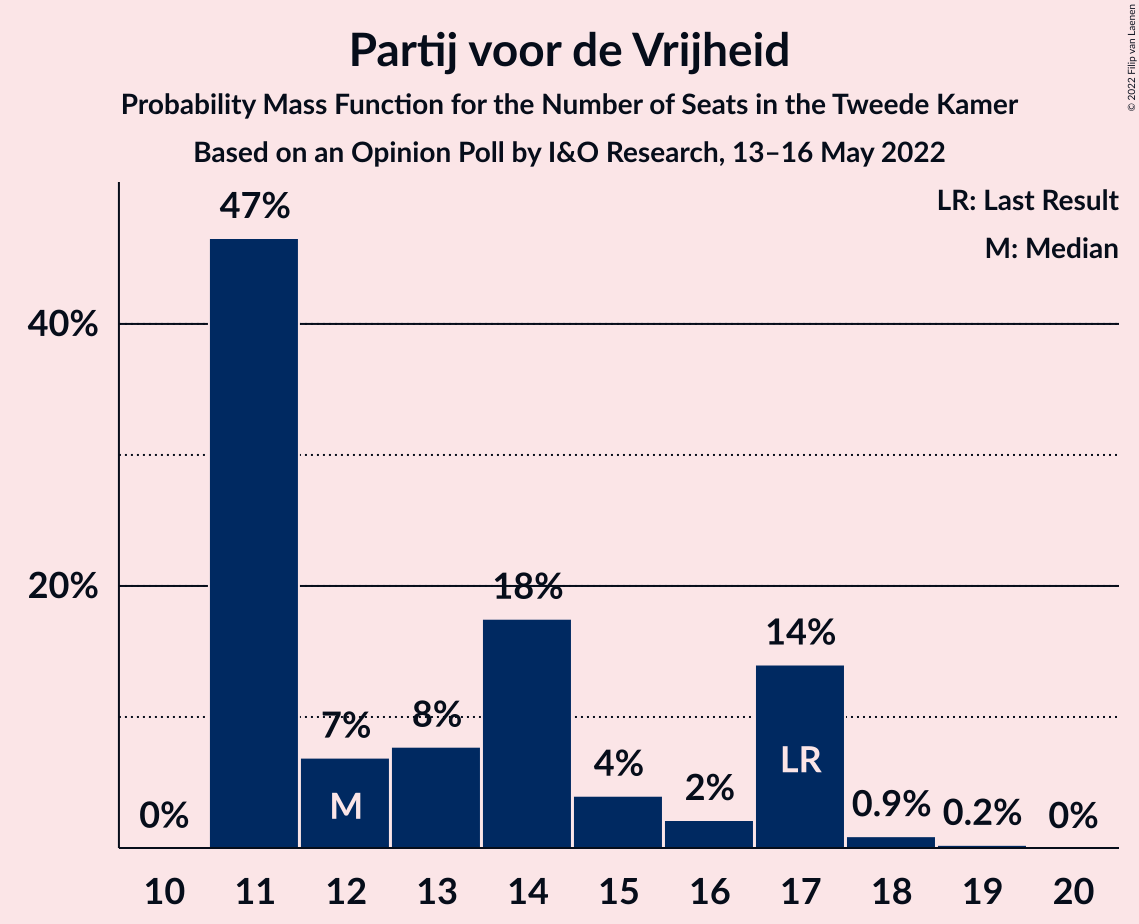 Partij voor de Vrijheid
Probability Mass Function for the Number of Seats in the Tweede Kamer
Based on an Opinion Poll by I&O Research, 13–16 May 2022
© 2022 Filip van Laenen
LR: Last Result
M: Median
47%
40%
20%
18%
14%
7%
8%
LR
4%
2%
M
0%
0.9%
0.2%
0%
10 11 12 13 14 15 16 17 18 19 20